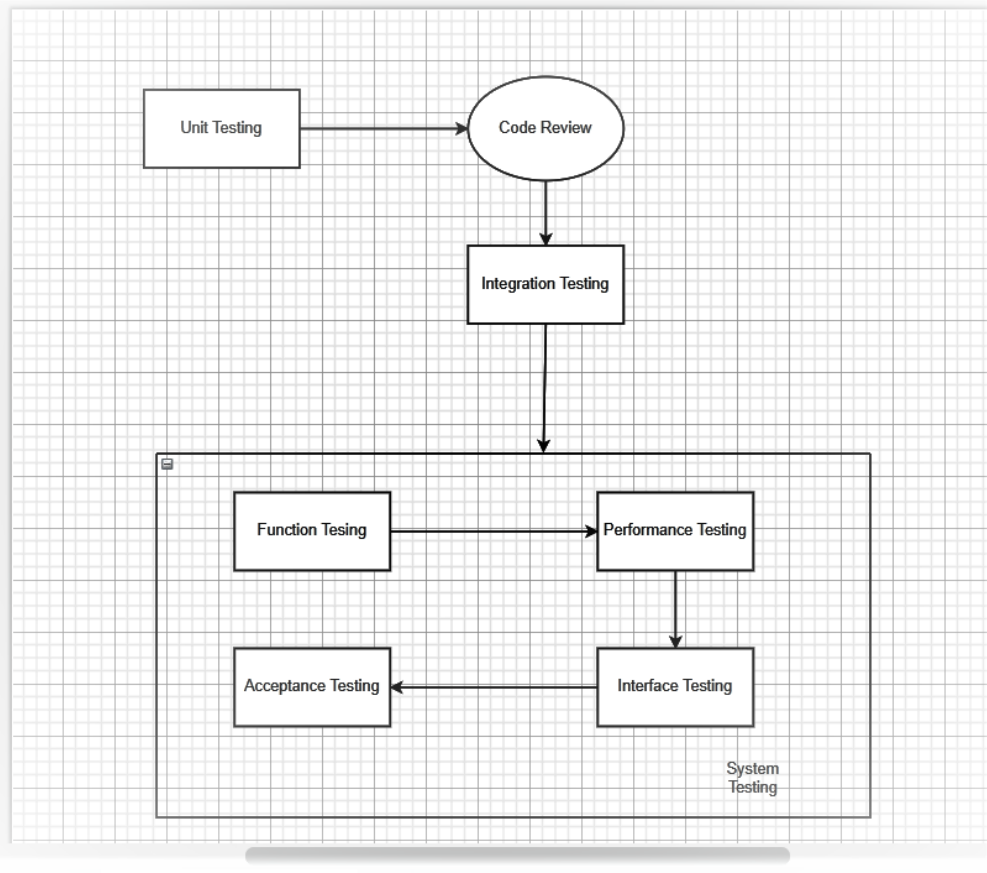 Unit Testing
Code Review
Integration Testing
Function Tesing
Performance Testing
Acceptance Testing
Interface Testing
System
Testing